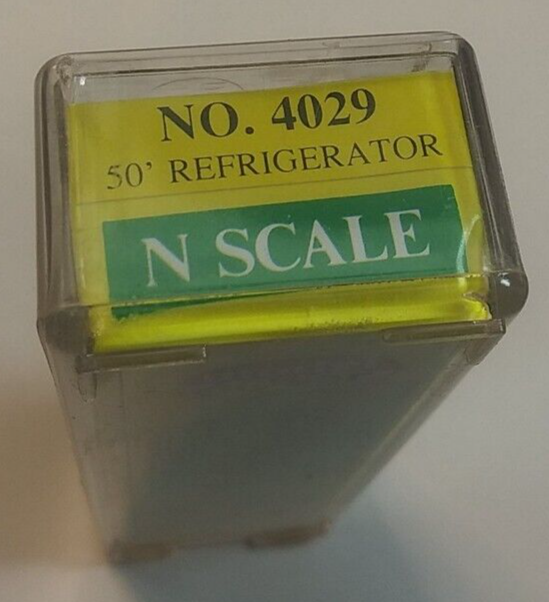 NO. 4029
50' REFRIGERATOR
N SCALE